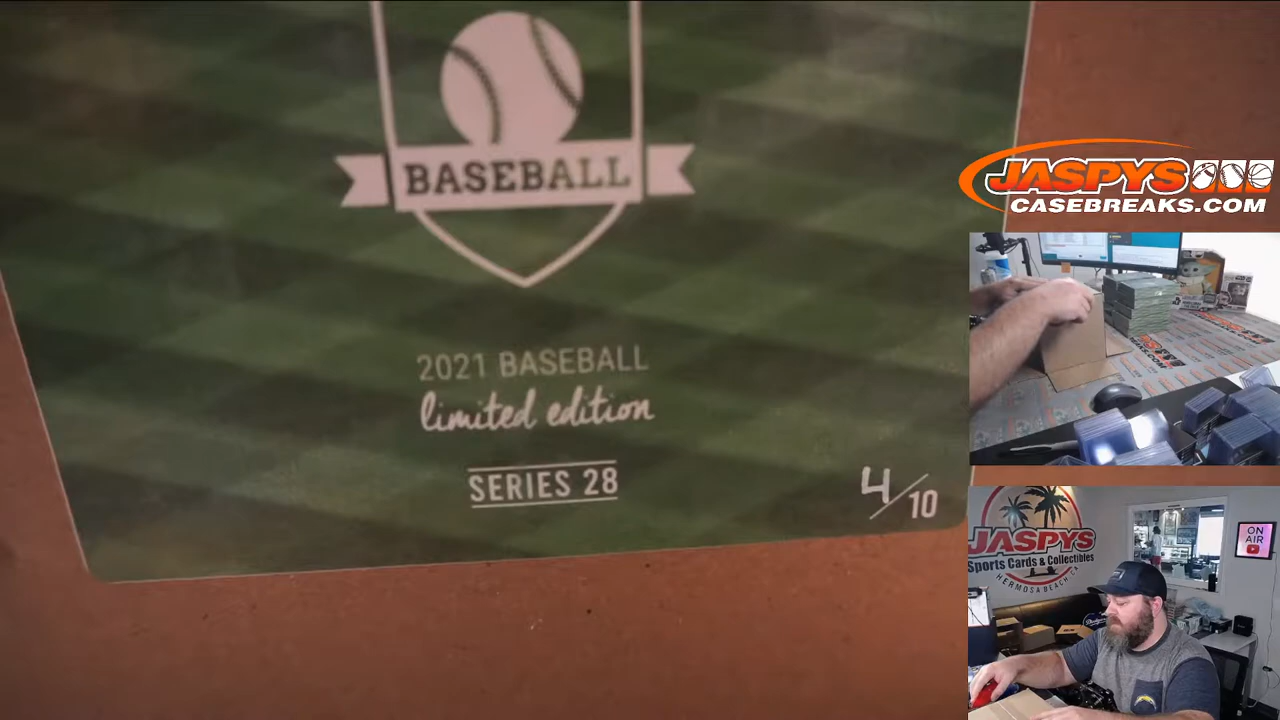 BASEBALL
2021 BASEBALL
limited edition
SERIES 28
4/10
JASPYS
CASEBREAKS.COM
JASPYS
Sports Cards & Collectibles
HERMOSA BEACH, CA
ON
AIR